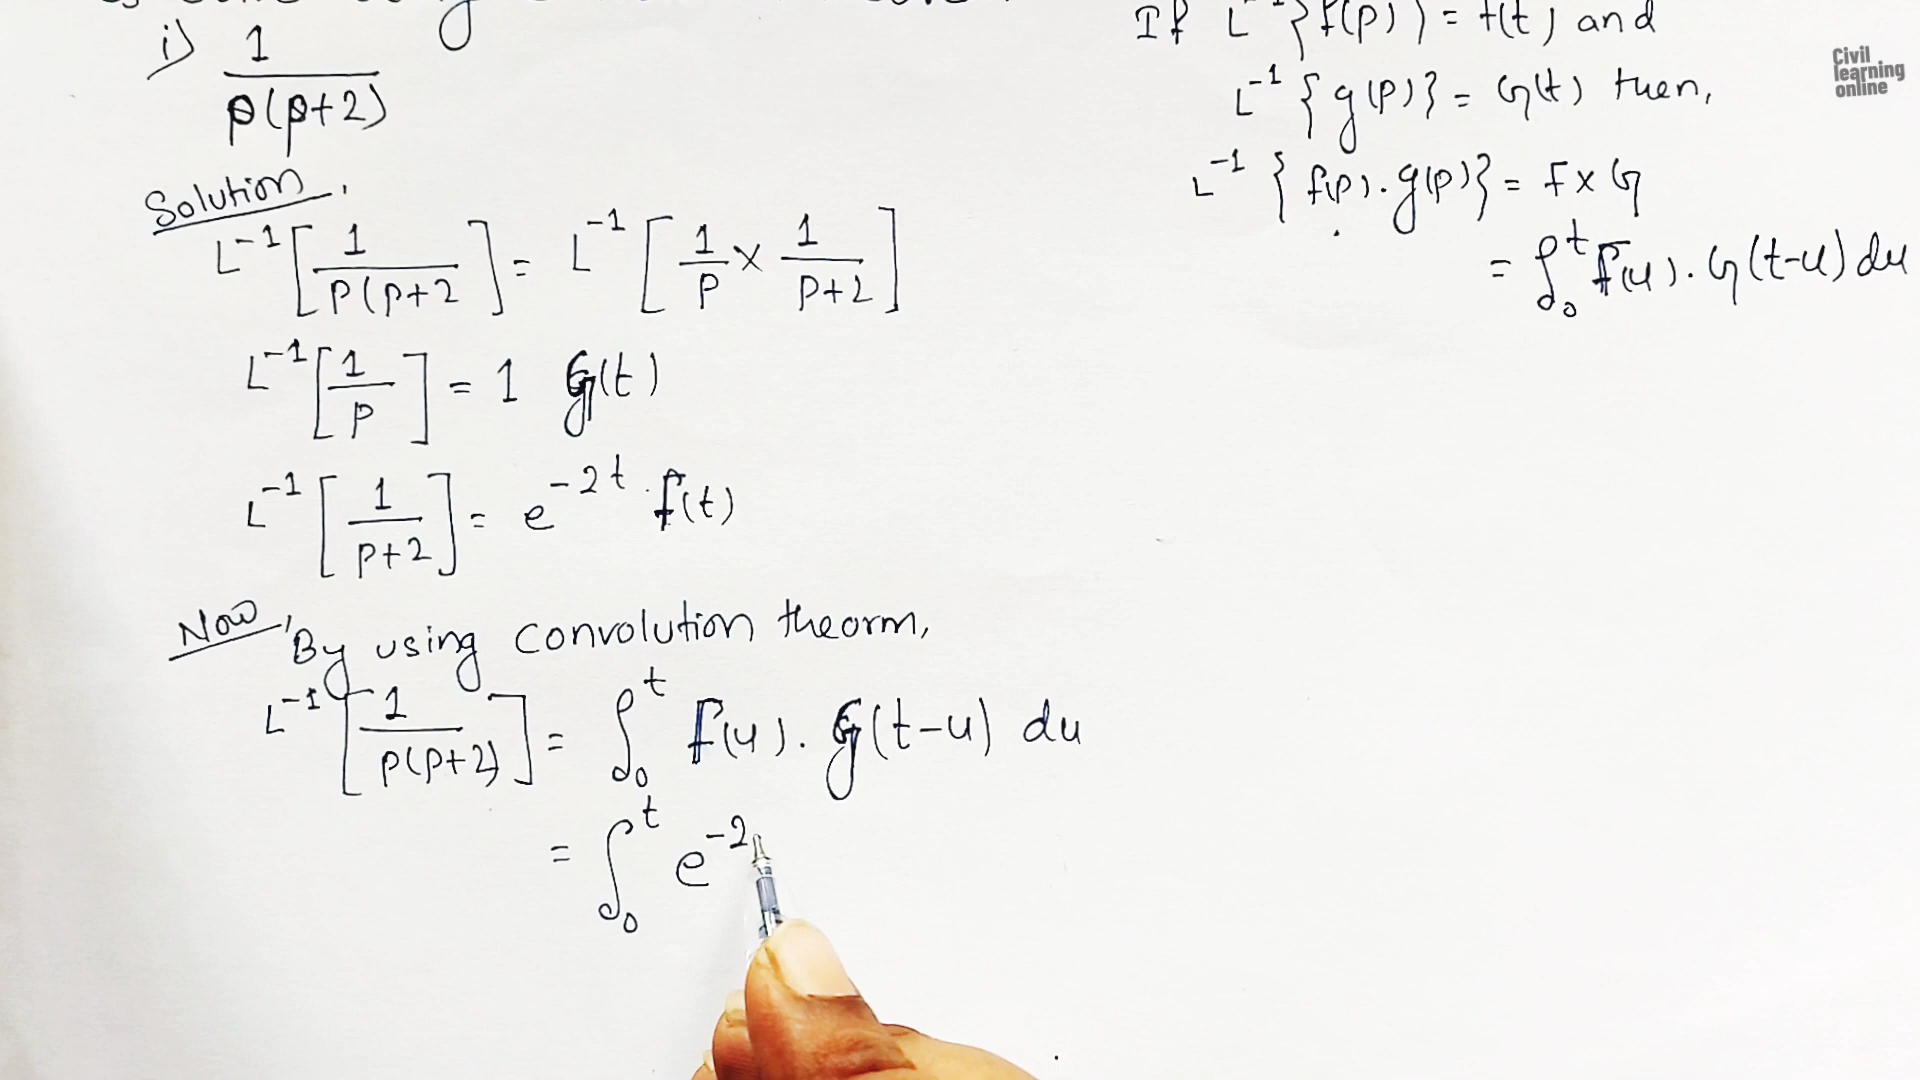 i) 1 / p(p+2)
Solution,
L⁻¹[1 / P(p+2] = L⁻¹[1/P × 1/P+2]
L⁻¹[1/P] = 1 G(t)
L⁻¹[1/P+2] = e⁻²ᵗ. F(t)
Now, By using convolution theorm,
L⁻¹[1 / P(P+2)] = ∫₀ᵗ F(u). G(t-u) du
= ∫₀ᵗ e⁻²
If L⁻¹{f(p)} = f(t) and
L⁻¹{g(p)} = G(t) then,
L⁻¹{f(p).g(p)} = F×G
= ∫₀ᵗ F(u). G(t-u) du
Civil
learning
online